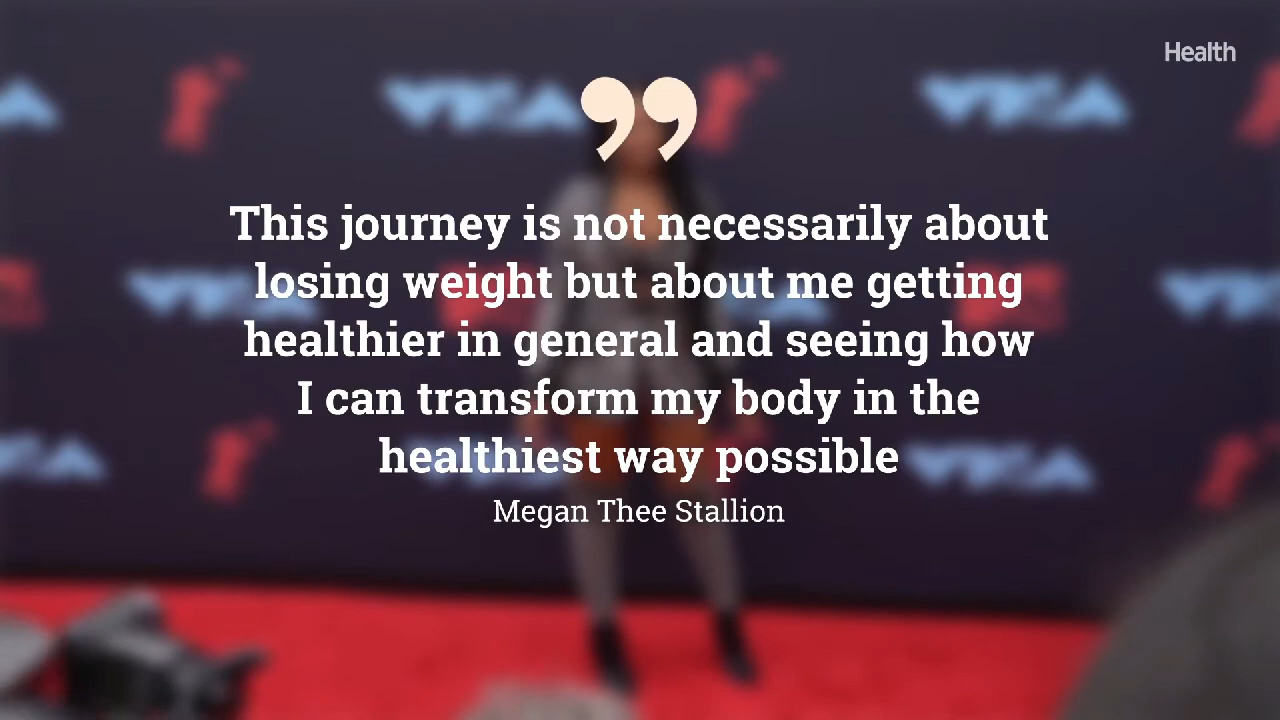 Health
”
This journey is not necessarily about
losing weight but about me getting
healthier in general and seeing how
I can transform my body in the
healthiest way possible
Megan Thee Stallion